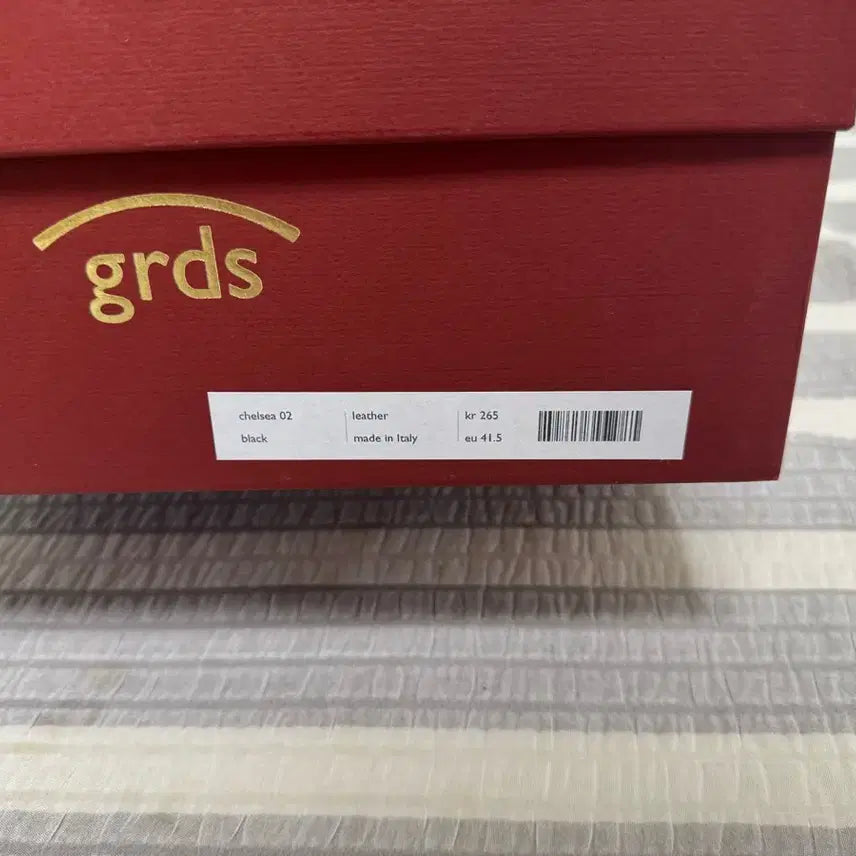 grds
chelsea 02 leather kr 265
black made in Italy eu 41.5